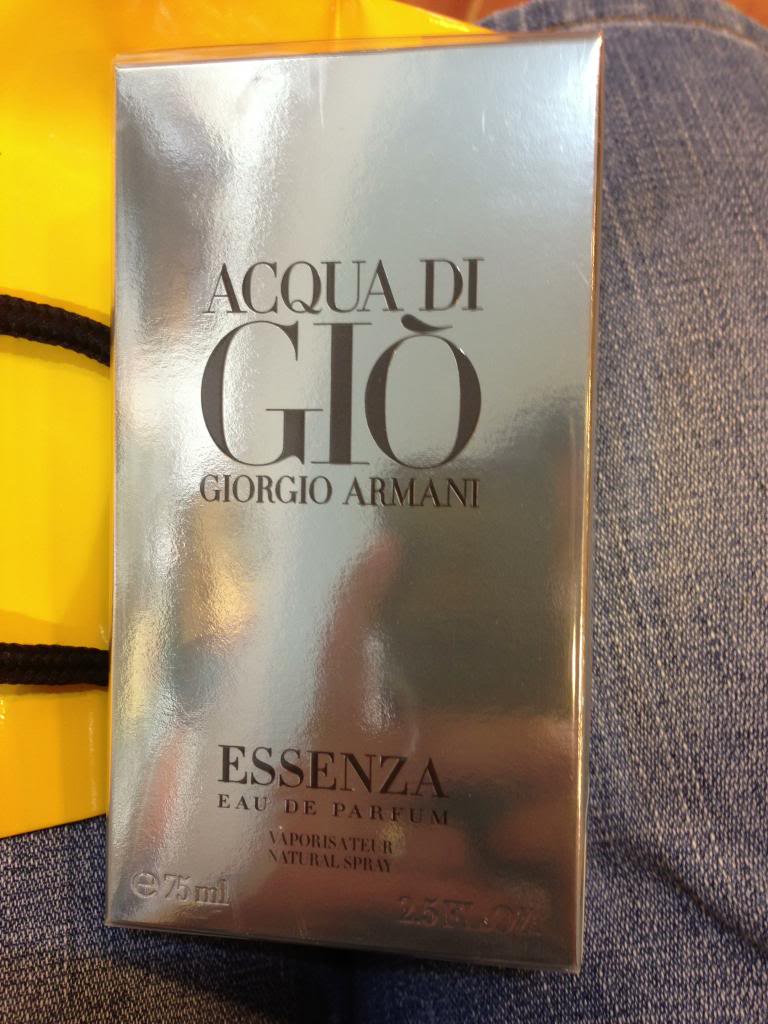 ACQUA DI
GIÒ
GIORGIO ARMANI
ESSENZA
EAU DE PARFUM
VAPORISATEUR
NATURAL SPRAY
℮75 ml 2.5 FL.OZ